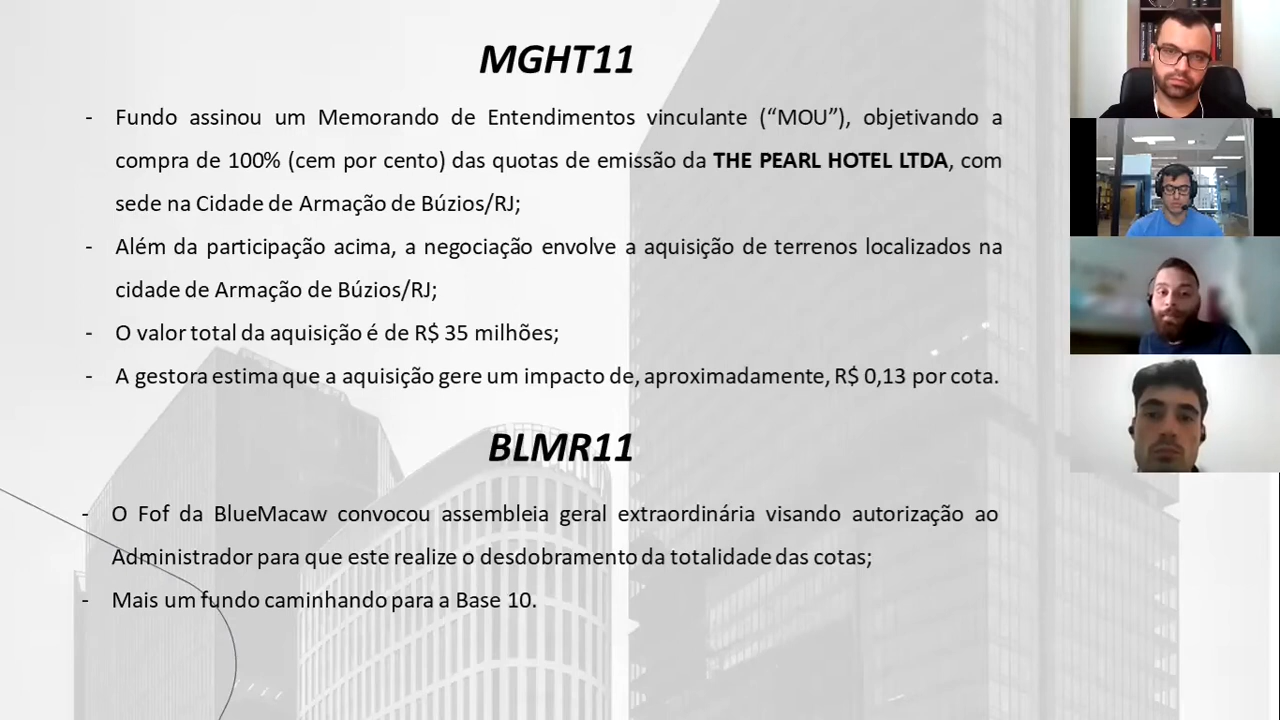 MGHT11
- Fundo assinou um Memorando de Entendimentos vinculante (“MOU”), objetivando a
compra de 100% (cem por cento) das quotas de emissão da THE PEARL HOTEL LTDA, com
sede na Cidade de Armação de Búzios/RJ;
- Além da participação acima, a negociação envolve a aquisição de terrenos localizados na
cidade de Armação de Búzios/RJ;
- O valor total da aquisição é de R$ 35 milhões;
- A gestora estima que a aquisição gere um impacto de, aproximadamente, R$ 0,13 por cota.
BLMR11
- O Fof da BlueMacaw convocou assembleia geral extraordinária visando autorização ao
Administrador para que este realize o desdobramento da totalidade das cotas;
- Mais um fundo caminhando para a Base 10.